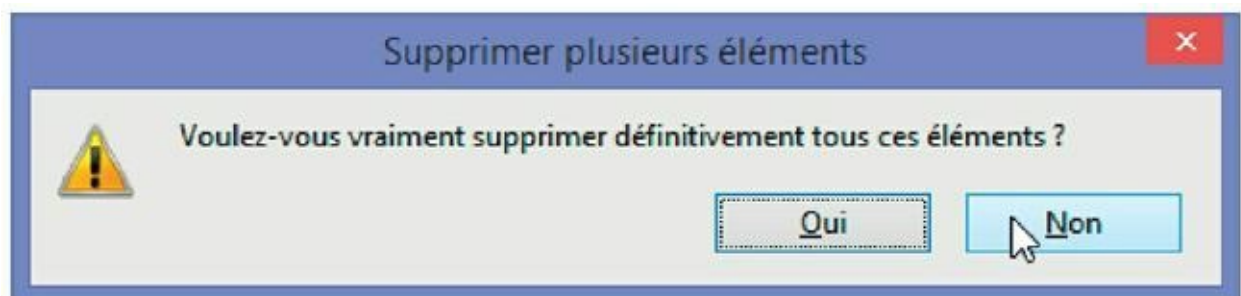 Supprimer plusieurs éléments
Voulez-vous vraiment supprimer définitivement tous ces éléments ?
Oui
Non